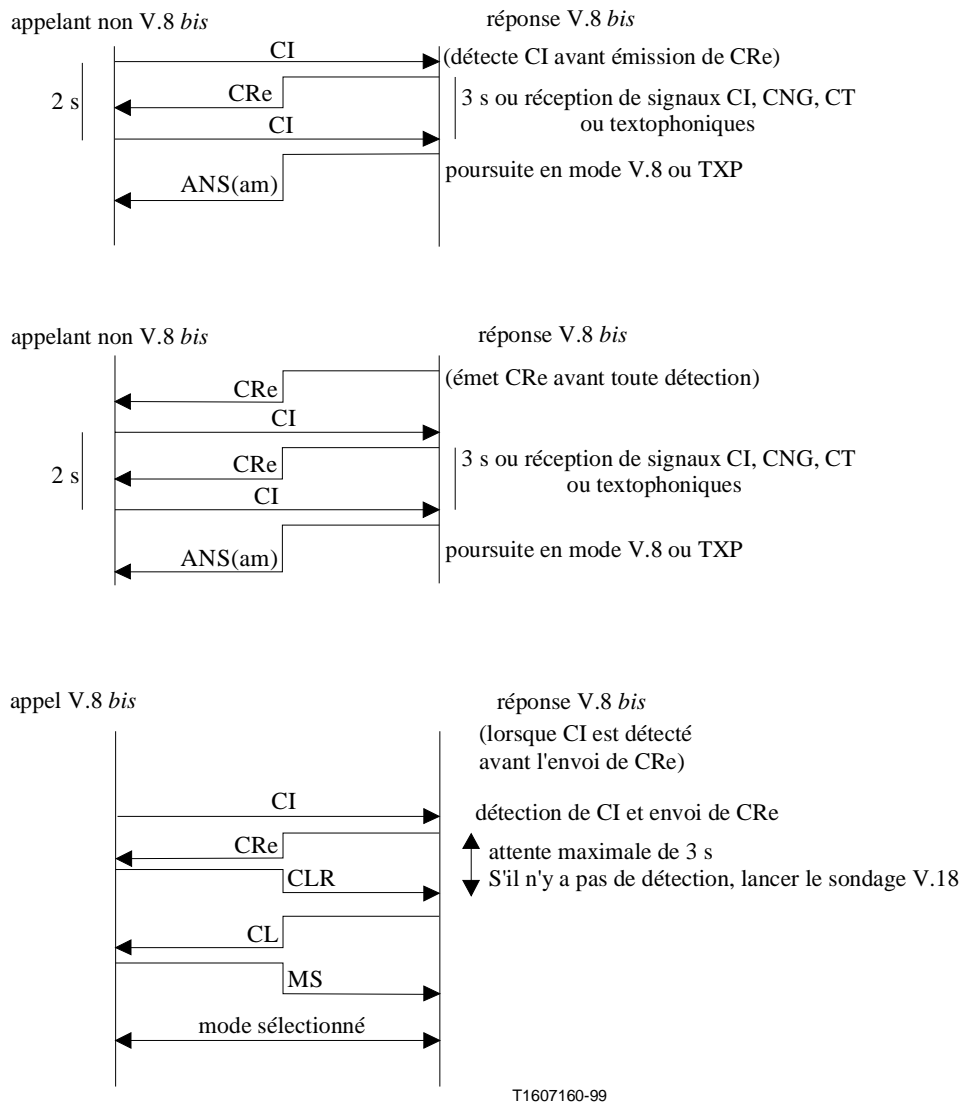 appelant non V.8 bis
réponse V.8 bis
CI
(détecte CI avant émission de CRe)
2 s
CRe
3 s ou réception de signaux CI, CNG, CT
ou textophoniques
CI
ANS(am)
poursuite en mode V.8 ou TXP
appelant non V.8 bis
réponse V.8 bis
CRe
(émet CRe avant toute détection)
CI
2 s
CRe
3 s ou réception de signaux CI, CNG, CT
ou textophoniques
CI
ANS(am)
poursuite en mode V.8 ou TXP
appel V.8 bis
réponse V.8 bis
(lorsque CI est détecté
avant l'envoi de CRe)
CI
détection de CI et envoi de CRe
CRe
attente maximale de 3 s
CLR
S'il n'y a pas de détection, lancer le sondage V.18
CL
MS
mode sélectionné
T1607160-99